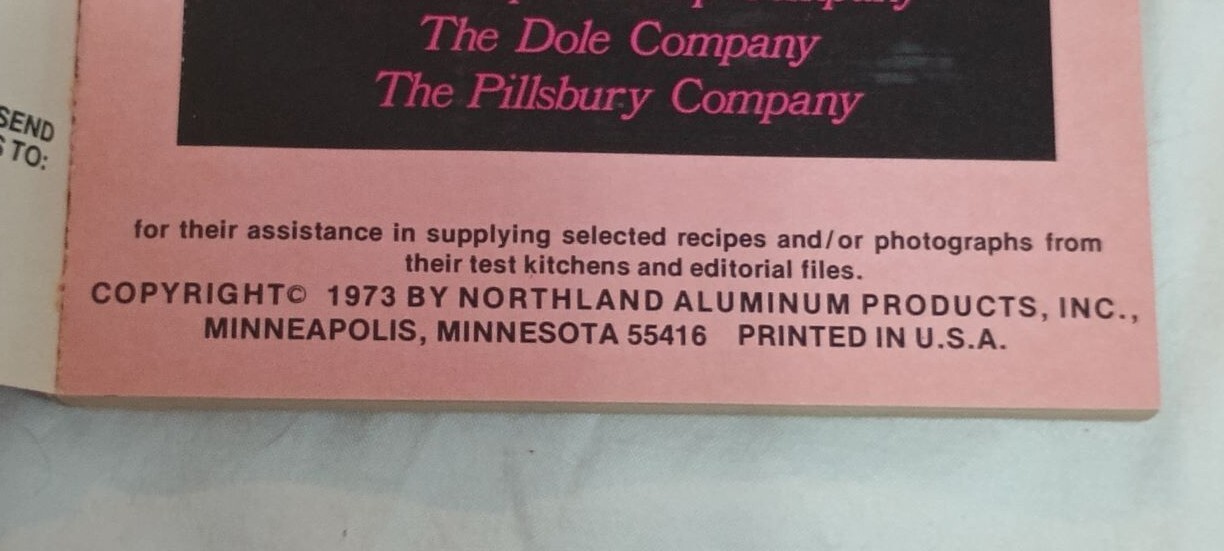 The Dole Company
The Pillsbury Company
SEND
TO:
for their assistance in supplying selected recipes and/or photographs from
their test kitchens and editorial files.
COPYRIGHT© 1973 BY NORTHLAND ALUMINUM PRODUCTS, INC.,
MINNEAPOLIS, MINNESOTA 55416 PRINTED IN U.S.A.